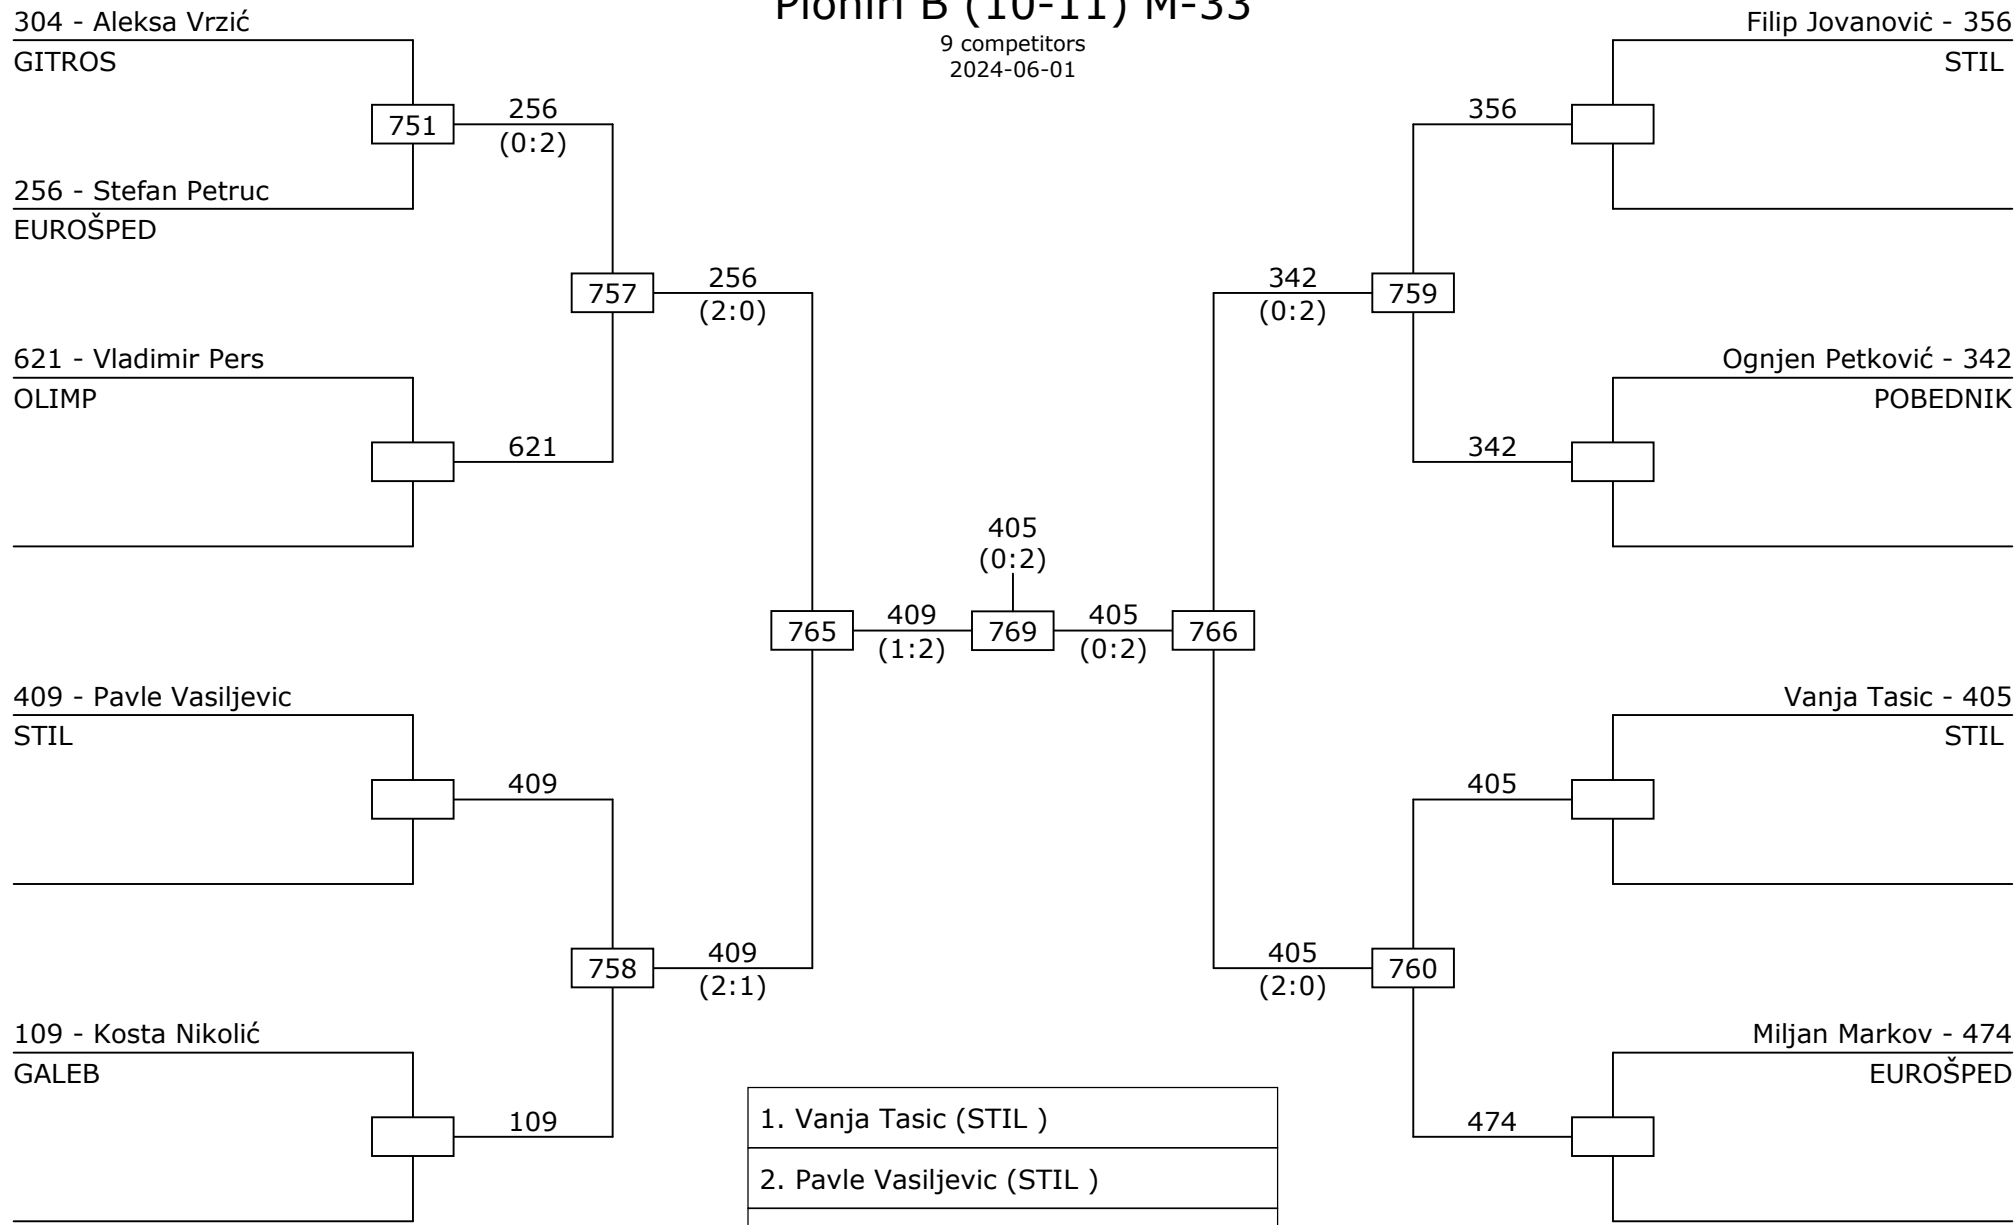 Pioniri B (10-11) M-33
9 competitors
2024-06-01
304 - Aleksa Vrzić
GITROS
751
256
(0:2)
256 - Stefan Petruc
EUROŠPED
757
256
(2:0)
621 - Vladimir Pers
OLIMP
621
409 - Pavle Vasiljevic
STIL
409
758
409
(2:1)
109 - Kosta Nikolić
GALEB
109
765
409
(1:2)
405
(0:2)
769
405
(0:2)
766
Filip Jovanović - 356
STIL
356
342
(0:2)
759
Ognjen Petković - 342
POBEDNIK
342
Vanja Tasic - 405
STIL
405
405
(2:0)
760
Miljan Markov - 474
EUROŠPED
474
1. Vanja Tasic (STIL )
2. Pavle Vasiljevic (STIL )